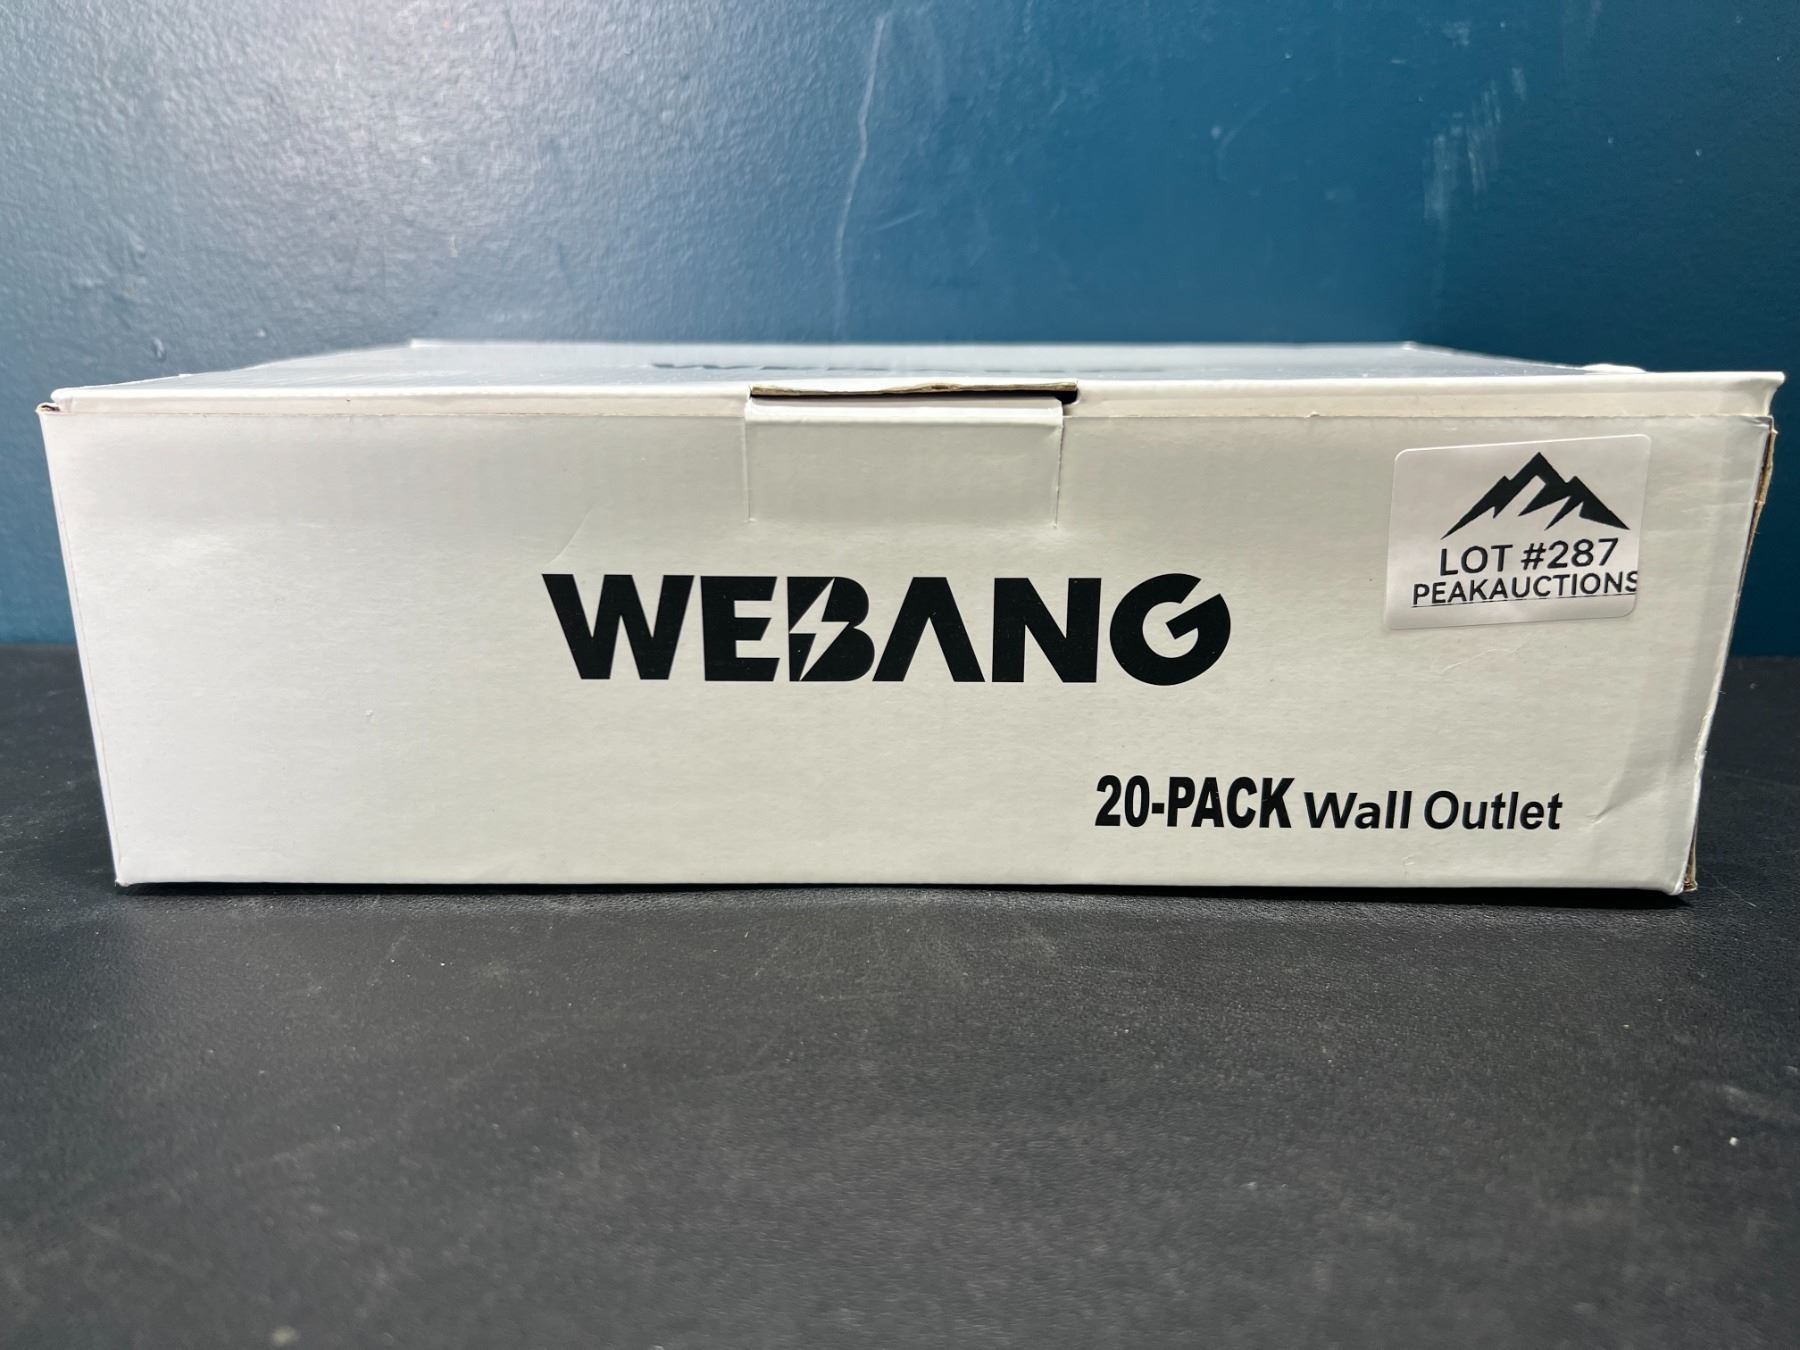 LOT #287
PEAKAUCTIONS
WEBANG
20-PACK Wall Outlet